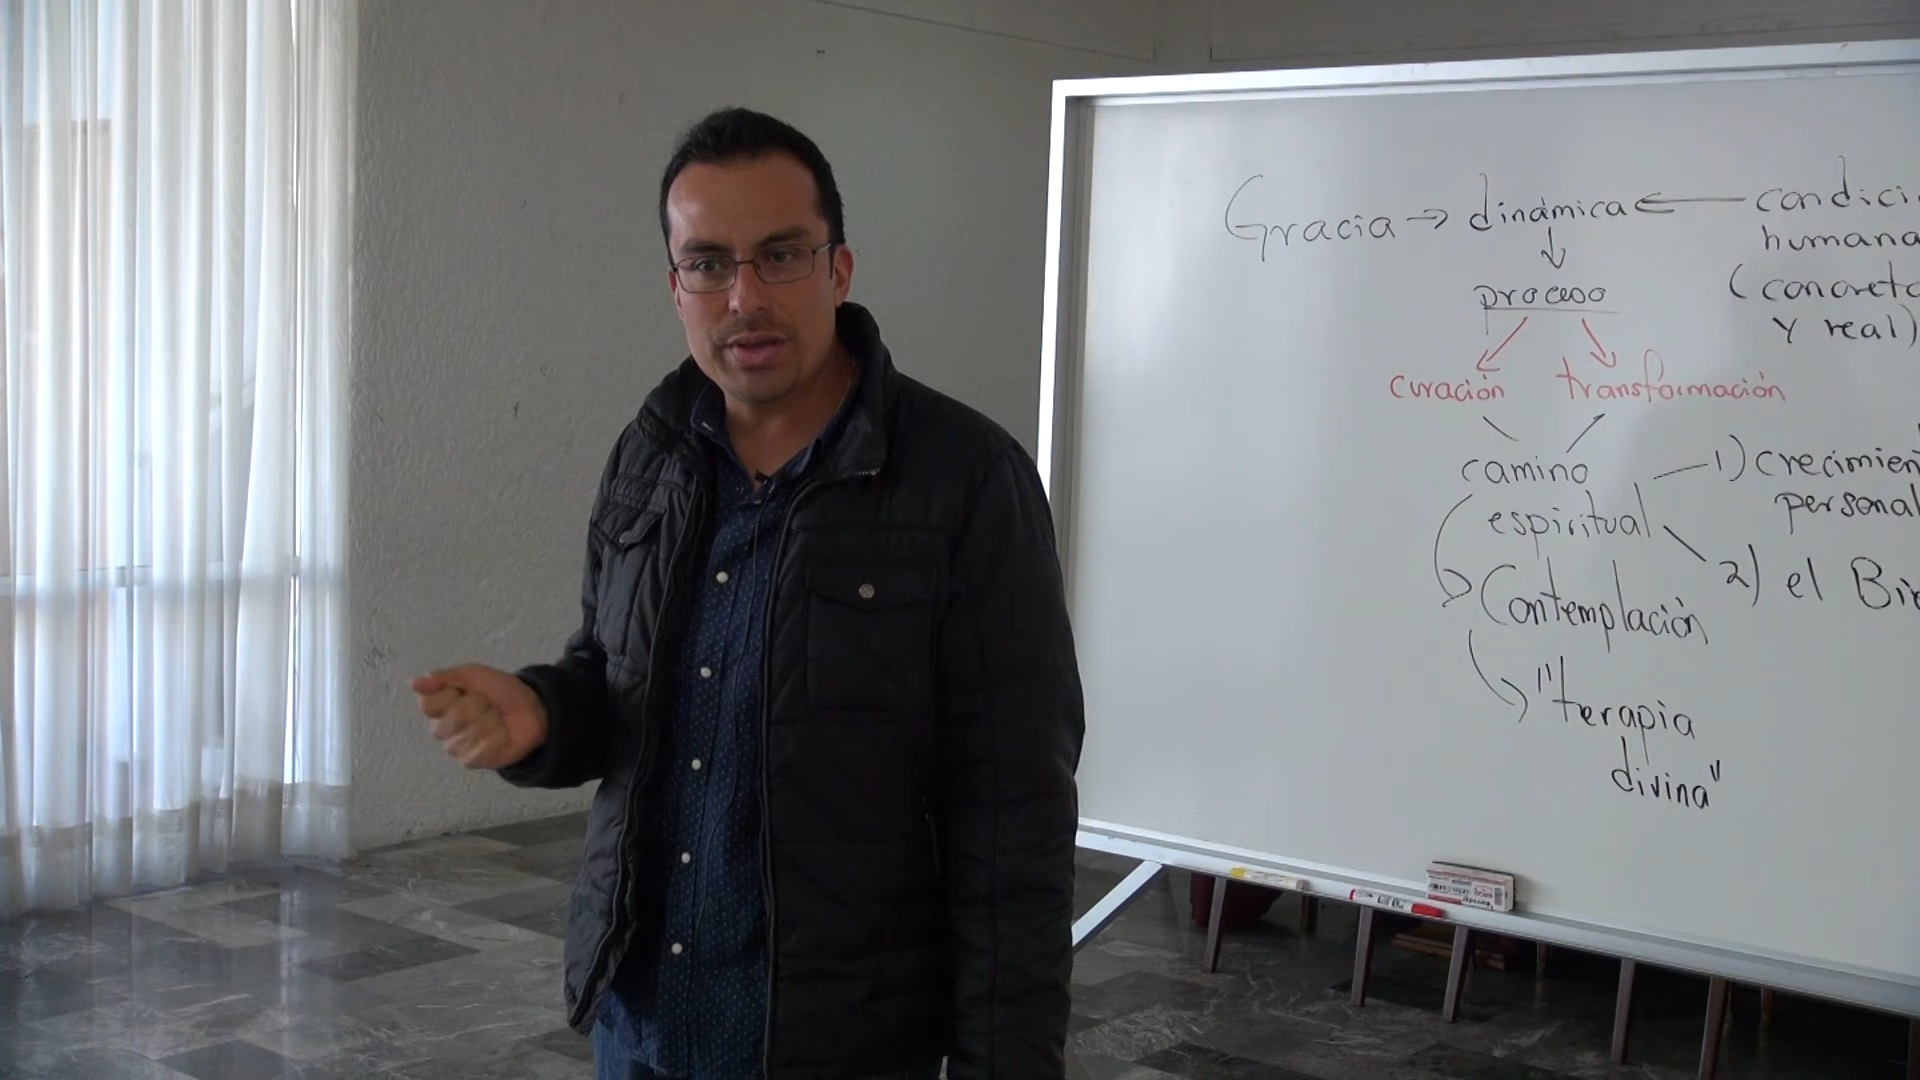 Gracia → dinámica ← condici
humana
↓
proceso
(concreta
y real)
curación transformación
camino
espiritual
1) crecimien
personal
2) el Bi
Contemplación
"terapia
divina"